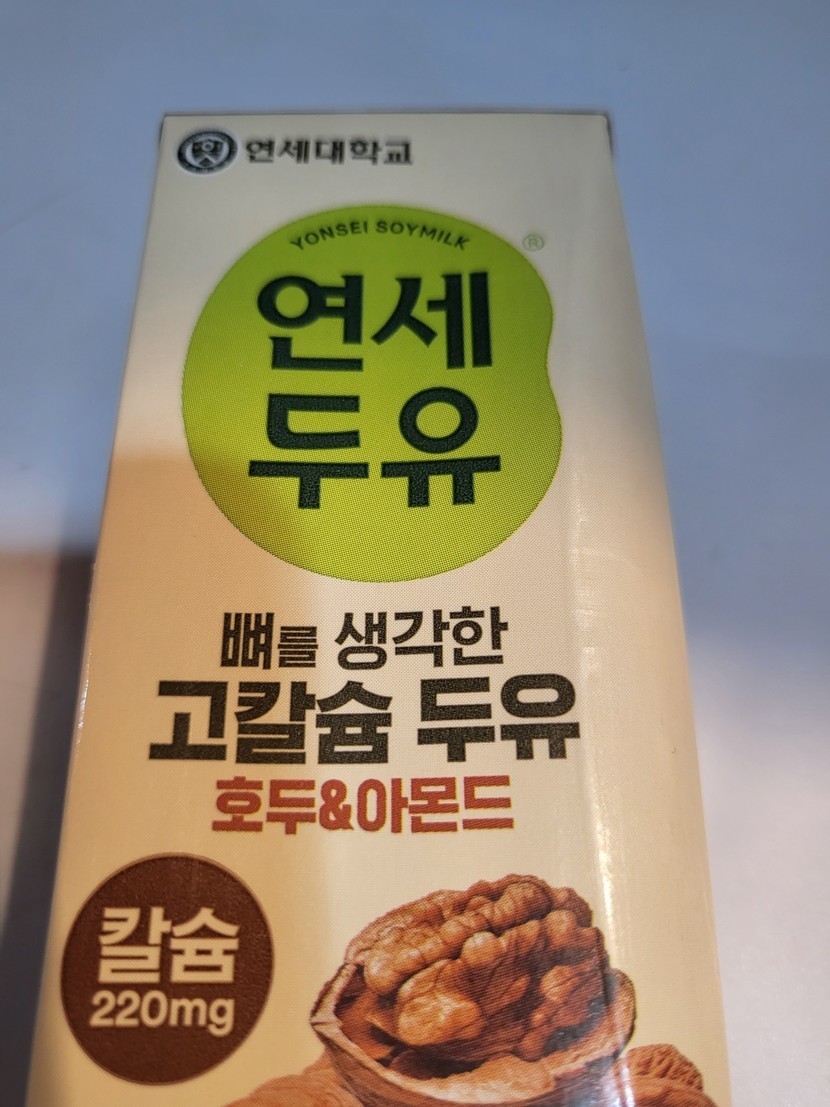 연세대학교
YONSEI SOYMILK
®
연세
두유
뼈를 생각한
고칼슘 두유
호두&아몬드
칼슘
220mg